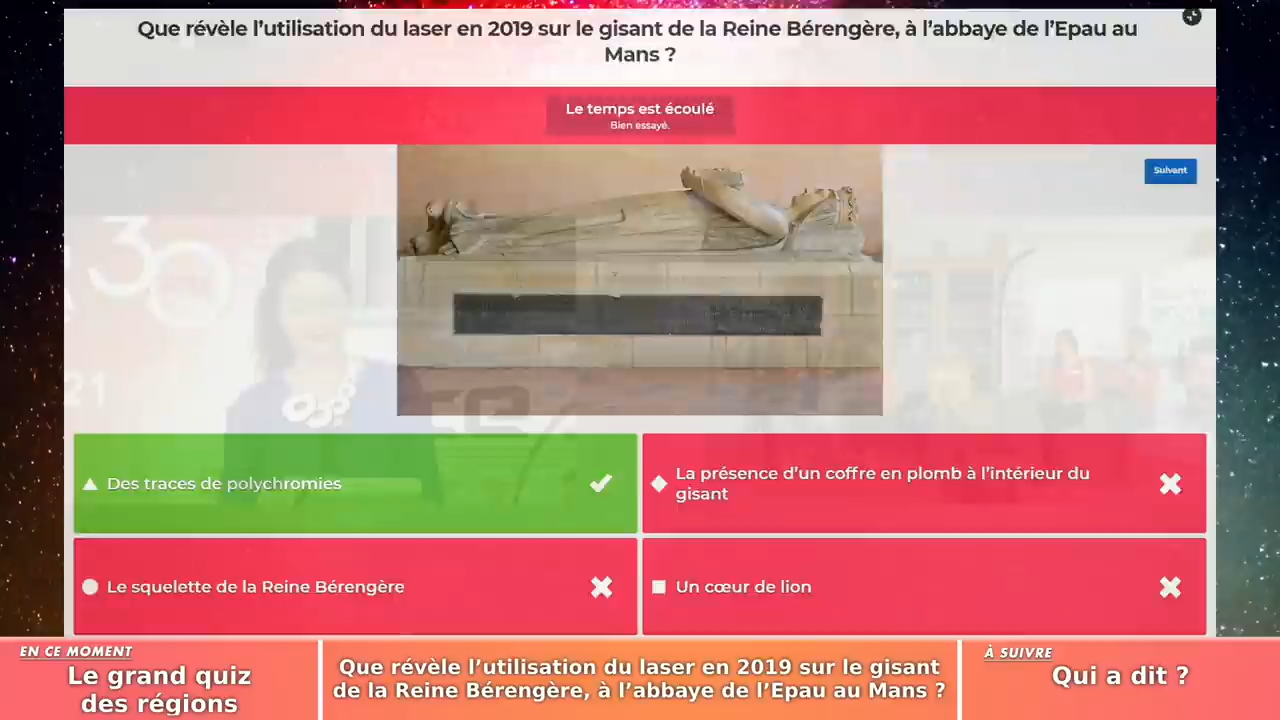 Que révèle l'utilisation du laser en 2019 sur le gisant de la Reine Bérengère, à l'abbaye de l'Epau au
Mans ?
Le temps est écoulé
Bien essayé.
Suivant
30
21
Des traces de polychromies
La présence d'un coffre en plomb à l'intérieur du
gisant
Le squelette de la Reine Bérengère
Un cœur de lion
EN CE MOMENT
Le grand quiz
des régions
Que révèle l'utilisation du laser en 2019 sur le gisant
de la Reine Bérengère, à l'abbaye de l'Epau au Mans ?
À SUIVRE
Qui a dit ?